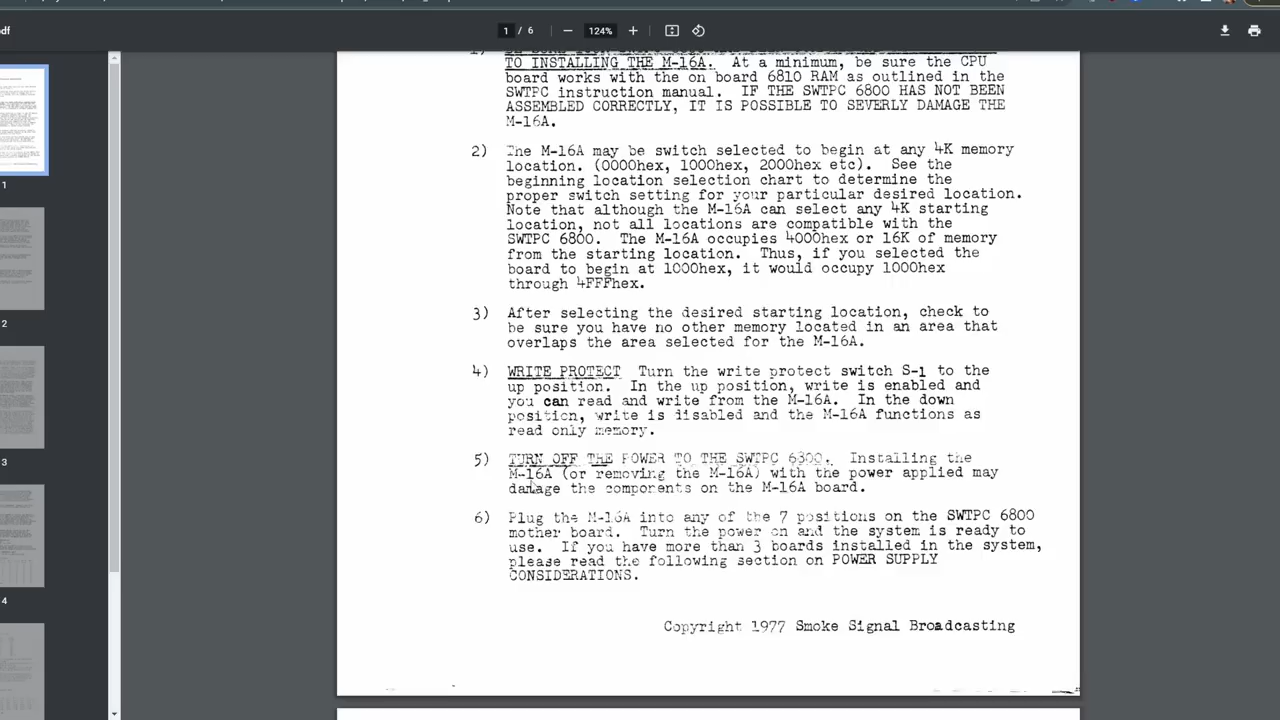 df
1 / 6
124%
TO INSTALLING THE M-16A. At a minimum, be sure the CPU
board works with the on board 6810 RAM as outlined in the
SWTPC instruction manual. IF THE SWTPC 6800 HAS NOT BEEN
ASSEMBLED CORRECTLY, IT IS POSSIBLE TO SEVERLY DAMAGE THE
M-16A.
2) The M-16A may be switch selected to begin at any 4K memory
location. (0000hex, 1000hex, 2000hex etc). See the
beginning location selection chart to determine the
proper switch setting for your particular desired location.
Note that although the M-16A can select any 4K starting
location, not all locations are compatible with the
SWTPC 6800. The M-16A occupies 4000hex or 16K of memory
from the starting location. Thus, if you selected the
board to begin at 1000hex, it would occupy 1000hex
through 4FFFhex.
3) After selecting the desired starting location, check to
be sure you have no other memory located in an area that
overlaps the area selected for the M-16A.
4) WRITE PROTECT Turn the write protect switch S-1 to the
up position. In the up position, write is enabled and
you can read and write from the M-16A. In the down
position, write is disabled and the M-16A functions as
read only memory.
5) TURN OFF THE POWER TO THE SWTPC 6800. Installing the
M-16A (or removing the M-16A) with the power applied may
damage the components on the M-16A board.
6) Plug the M-16A into any of the 7 positions on the SWTPC 6800
mother board. Turn the power on and the system is ready to
use. If you have more than 3 boards installed in the system,
please read the following section on POWER SUPPLY
CONSIDERATIONS.
Copyright 1977 Smoke Signal Broadcasting
1
2
3
4